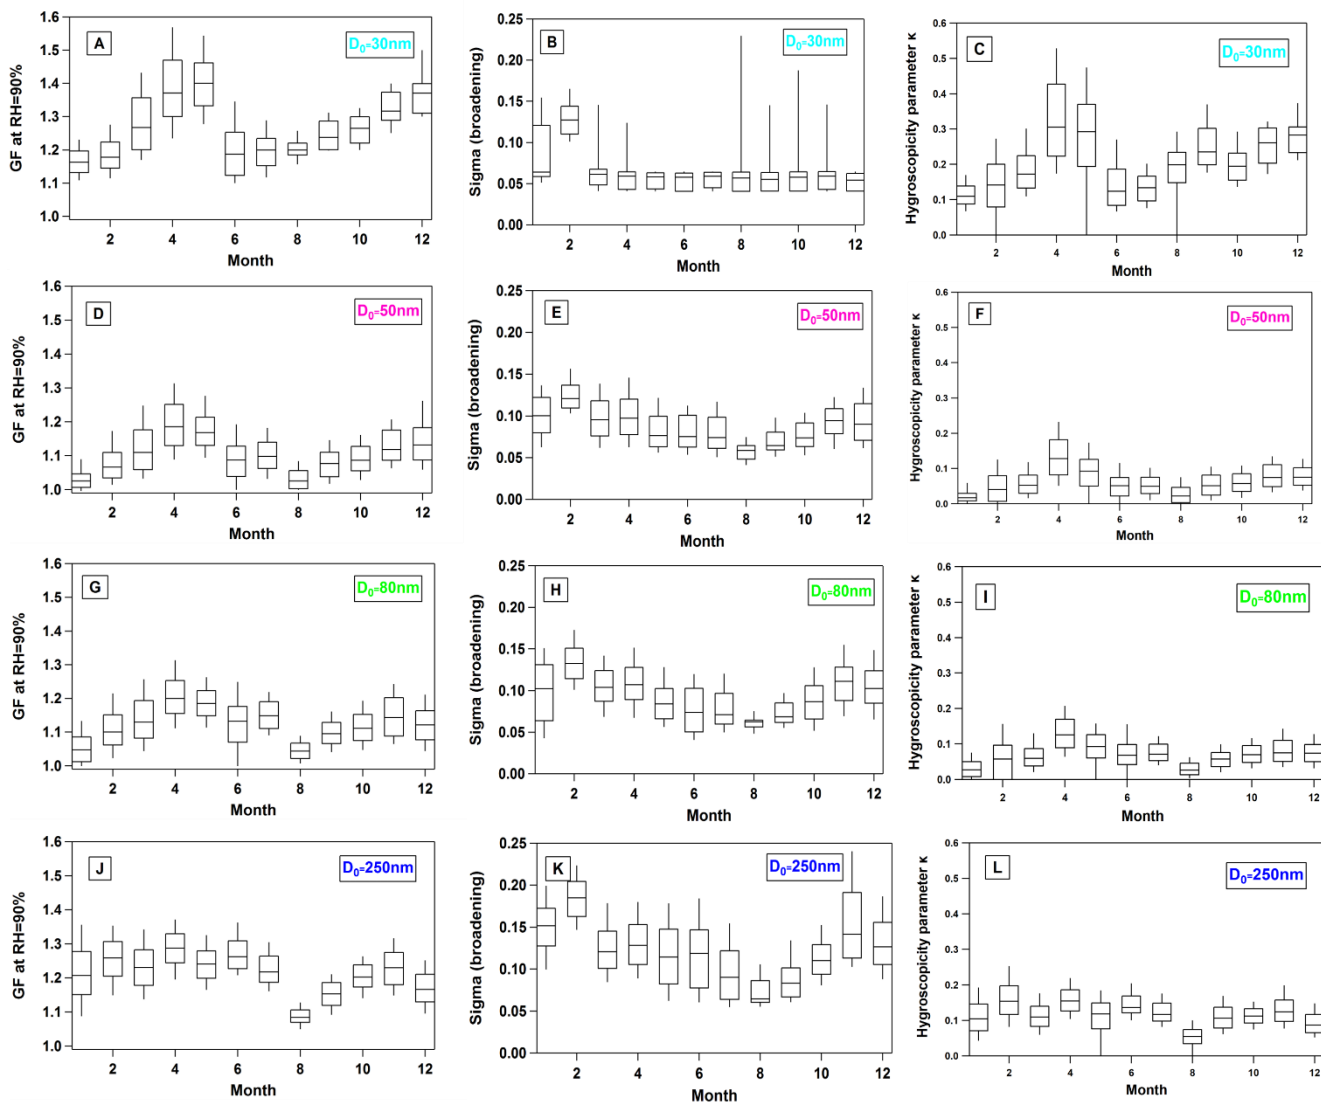 A
D₀=30nm
GF at RH=90%
1.6
1.5
1.4
1.3
1.2
1.1
1.0
2 4 6 8 10 12
Month
B
D₀=30nm
Sigma (broadening)
0.25
0.20
0.15
0.10
0.05
0.00
2 4 6 8 10 12
Month
C
D₀=30nm
Hygroscopicity parameter κ
0.6
0.5
0.4
0.3
0.2
0.1
0.0
2 4 6 8 10 12
Month
D
D₀=50nm
GF at RH=90%
1.6
1.5
1.4
1.3
1.2
1.1
1.0
2 4 6 8 10 12
Month
E
D₀=50nm
Sigma (broadening)
0.25
0.20
0.15
0.10
0.05
0.00
2 4 6 8 10 12
Month
F
D₀=50nm
Hygroscopicity parameter κ
0.6
0.5
0.4
0.3
0.2
0.1
0.0
2 4 6 8 10 12
Month
G
D₀=80nm
GF at RH=90%
1.6
1.5
1.4
1.3
1.2
1.1
1.0
2 4 6 8 10 12
Month
H
D₀=80nm
Sigma (broadening)
0.25
0.20
0.15
0.10
0.05
0.00
2 4 6 8 10 12
Month
I
D₀=80nm
Hygroscopicity parameter κ
0.6
0.5
0.4
0.3
0.2
0.1
0.0
2 4 6 8 10 12
Month
J
D₀=250nm
GF at RH=90%
1.6
1.5
1.4
1.3
1.2
1.1
1.0
2 4 6 8 10 12
Month
K
D₀=250nm
Sigma (broadening)
0.25
0.20
0.15
0.10
0.05
0.00
2 4 6 8 10 12
Month
L
D₀=250nm
Hygroscopicity parameter κ
0.6
0.5
0.4
0.3
0.2
0.1
0.0
2 4 6 8 10 12
Month